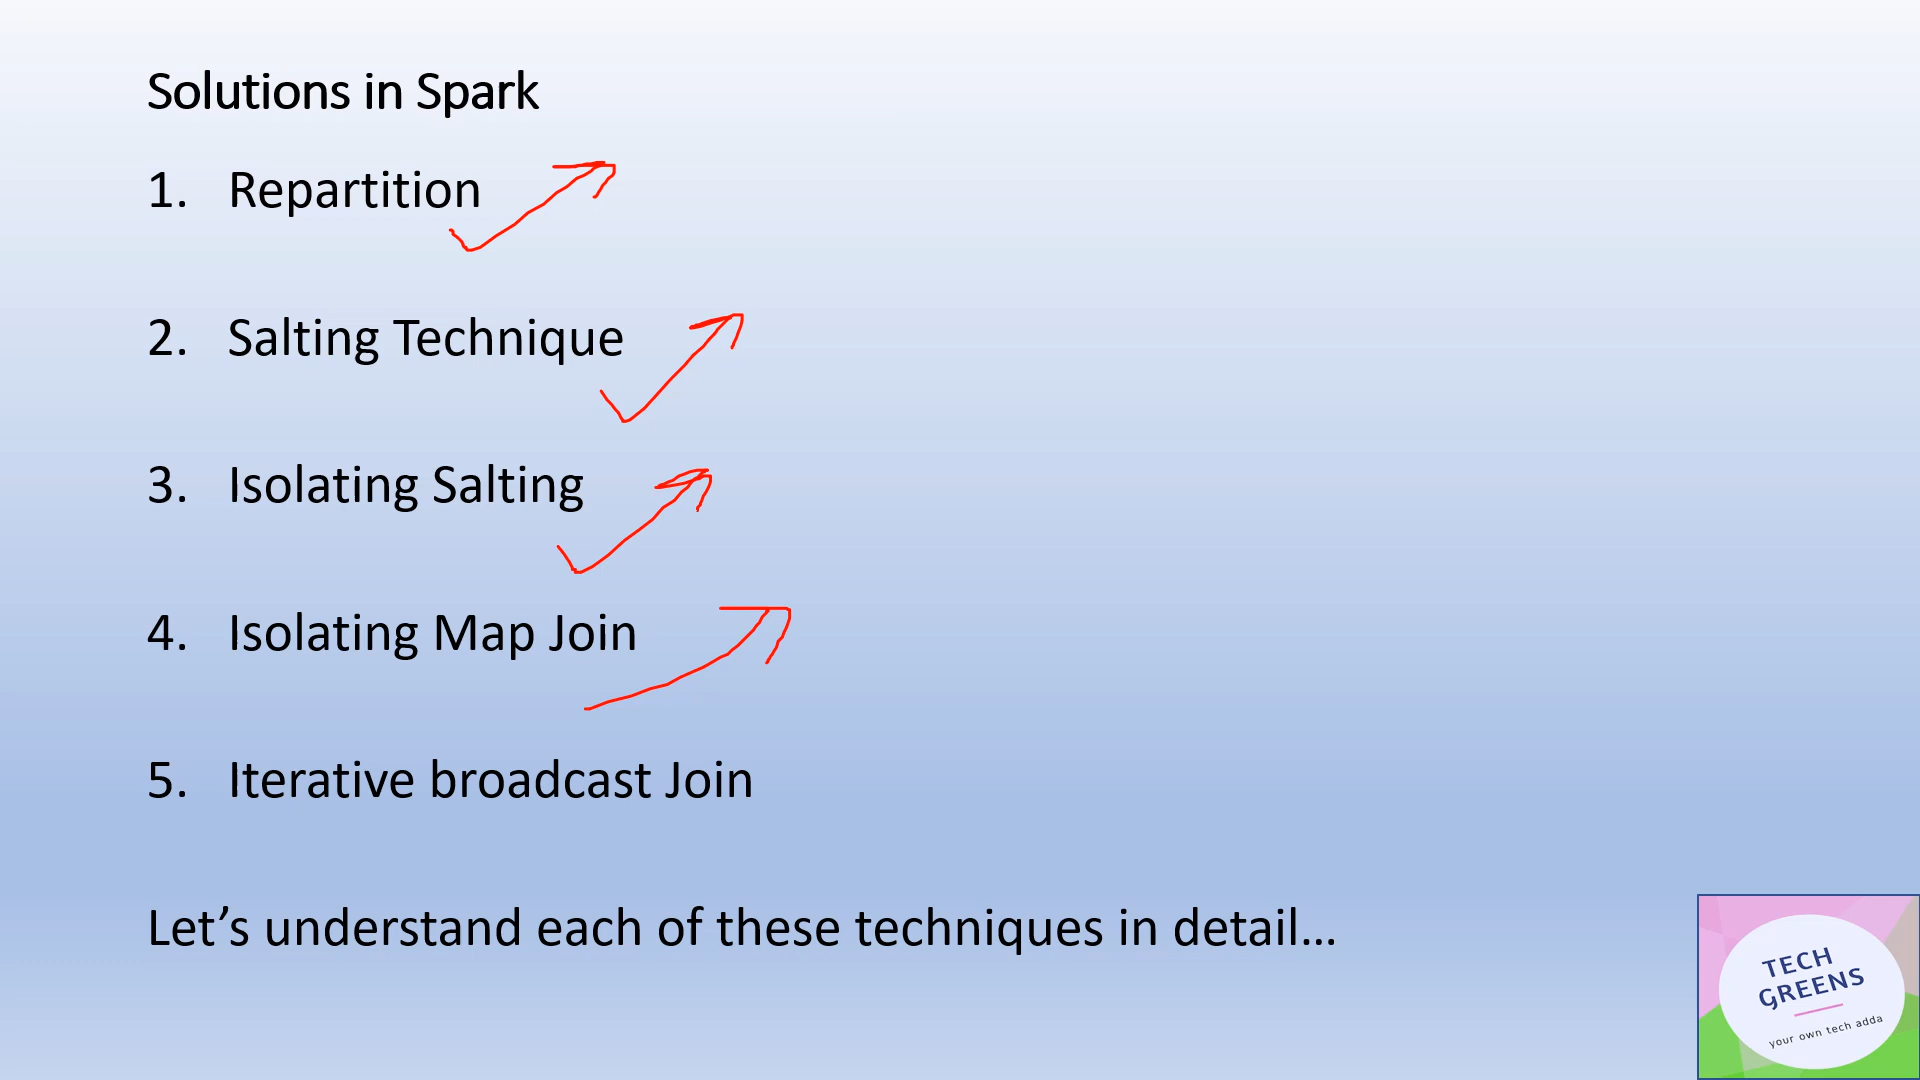 Solutions in Spark
1. Repartition
2. Salting Technique
3. Isolating Salting
4. Isolating Map Join
5. Iterative broadcast Join
Let’s understand each of these techniques in detail...
TECH
GREENS
your own tech adda